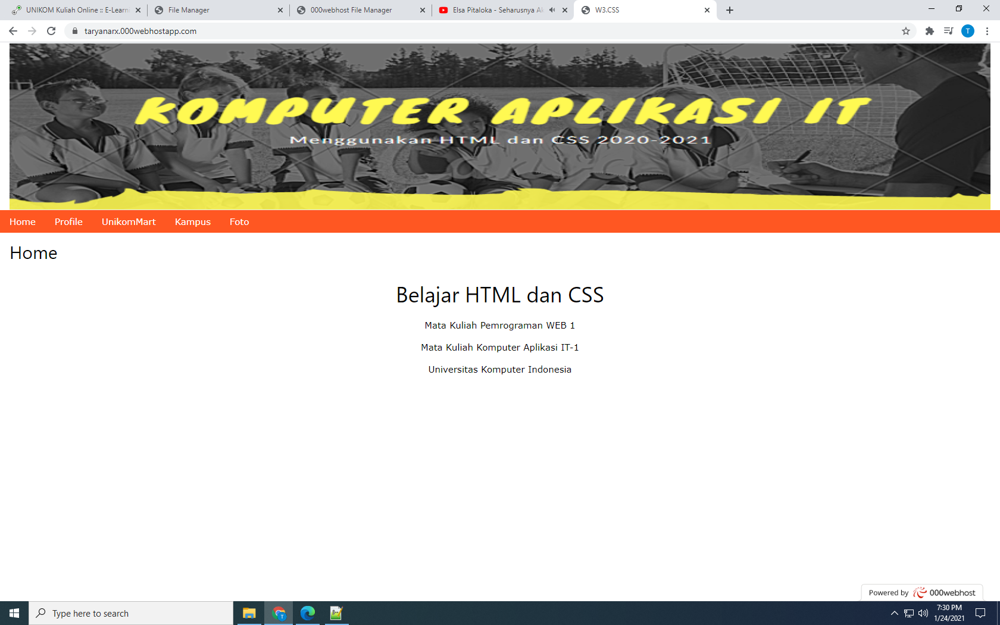 UNIKOM Kuliah Online :: E-Learni
File Manager
000webhost File Manager
Elsa Pitaloka - Seharusnya Ak
W3.CSS
taryanarx.000webhostapp.com
T
KOMPUTER APLIKASI IT
Menggunakan HTML dan CSS 2020-2021
Home Profile UnikomMart Kampus Foto
Home
Belajar HTML dan CSS
Mata Kuliah Pemrograman WEB 1
Mata Kuliah Komputer Aplikasi IT-1
Universitas Komputer Indonesia
Powered by 000webhost
Type here to search
T
7:30 PM
1/24/2021